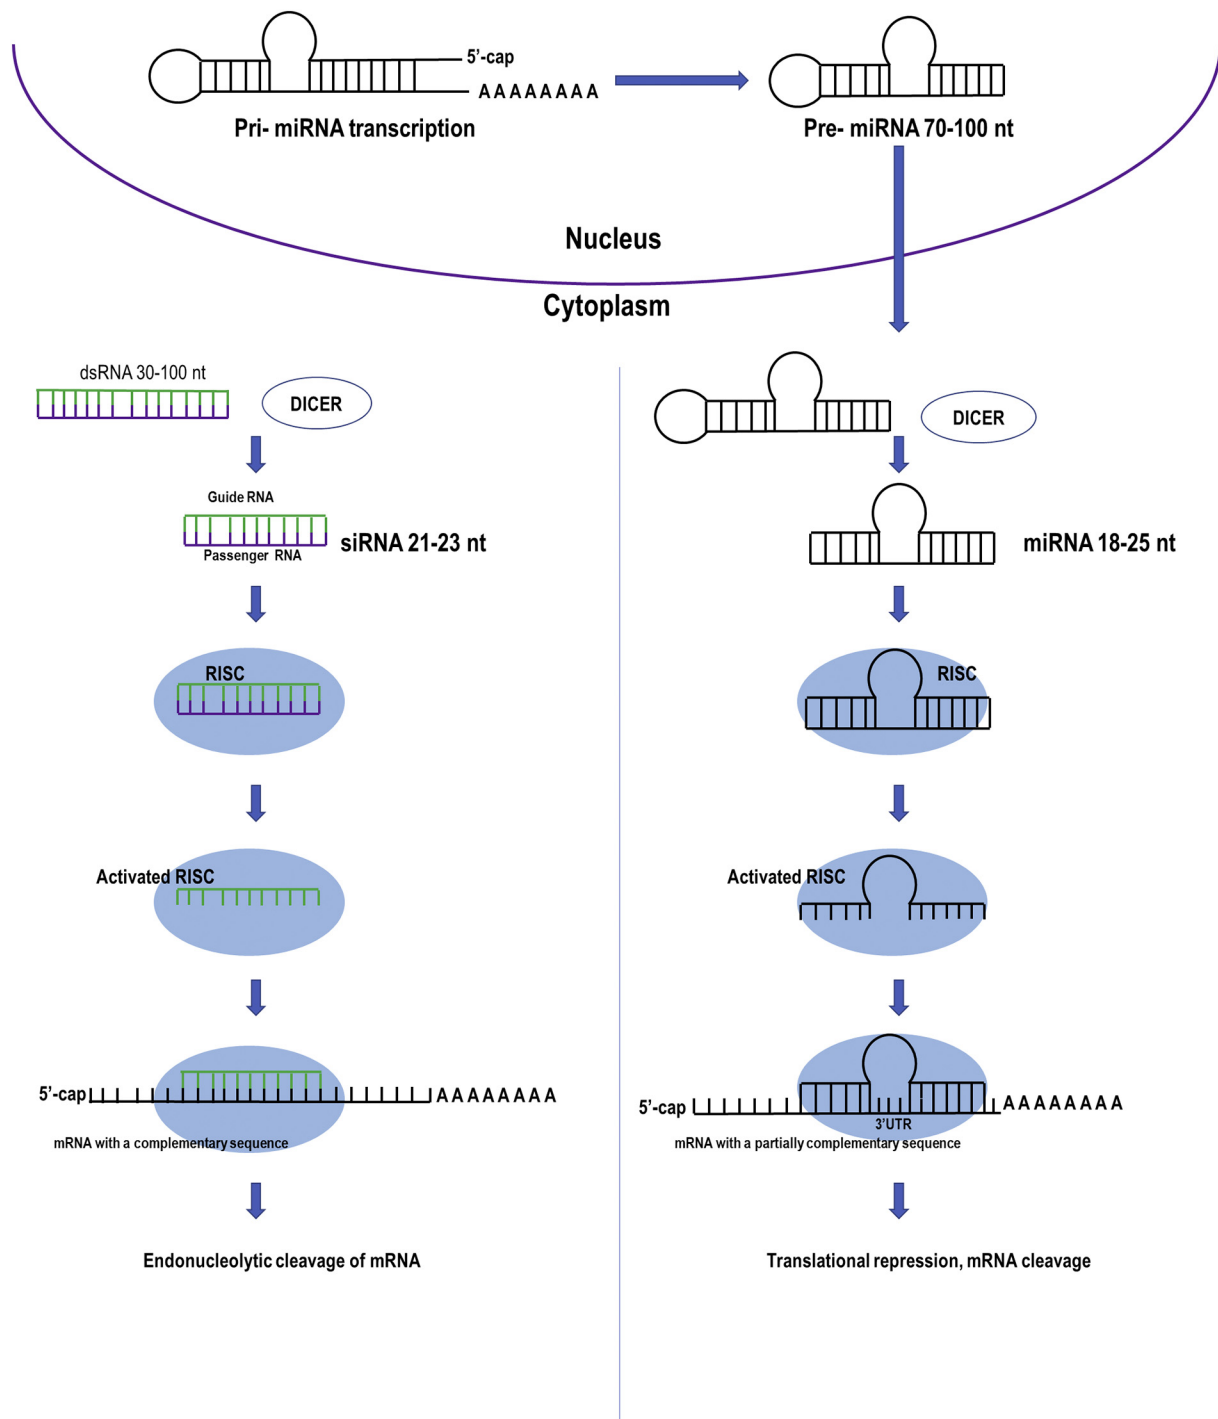 5'-cap
AAAAAAAA
Pri- miRNA transcription
Pre- miRNA 70-100 nt
Nucleus
Cytoplasm
dsRNA 30-100 nt
DICER
Guide RNA
Passenger RNA
siRNA 21-23 nt
RISC
Activated RISC
5'-cap
AAAAAAAA
mRNA with a complementary sequence
Endonucleolytic cleavage of mRNA
DICER
miRNA 18-25 nt
RISC
Activated RISC
5'-cap
AAAAAAAA
3'UTR
mRNA with a partially complementary sequence
Translational repression, mRNA cleavage